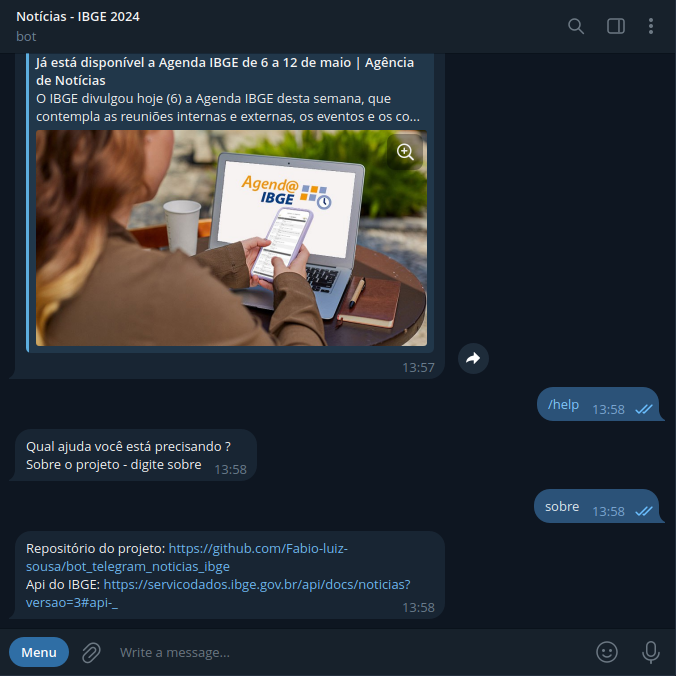 Notícias - IBGE 2024
bot
Já está disponível a Agenda IBGE de 6 a 12 de maio | Agência
de Notícias
O IBGE divulgou hoje (6) a Agenda IBGE desta semana, que
contempla as reuniões internas e externas, os eventos e os co...
Agend@
IBGE
13:57
/help 13:58
Qual ajuda você está precisando ?
Sobre o projeto - digite sobre 13:58
sobre 13:58
Repositório do projeto: https://github.com/Fabio-luiz-
sousa/bot_telegram_noticias_ibge
Api do IBGE: https://servicodados.ibge.gov.br/api/docs/noticias?
versao=3#api-_ 13:58
Menu Write a message...